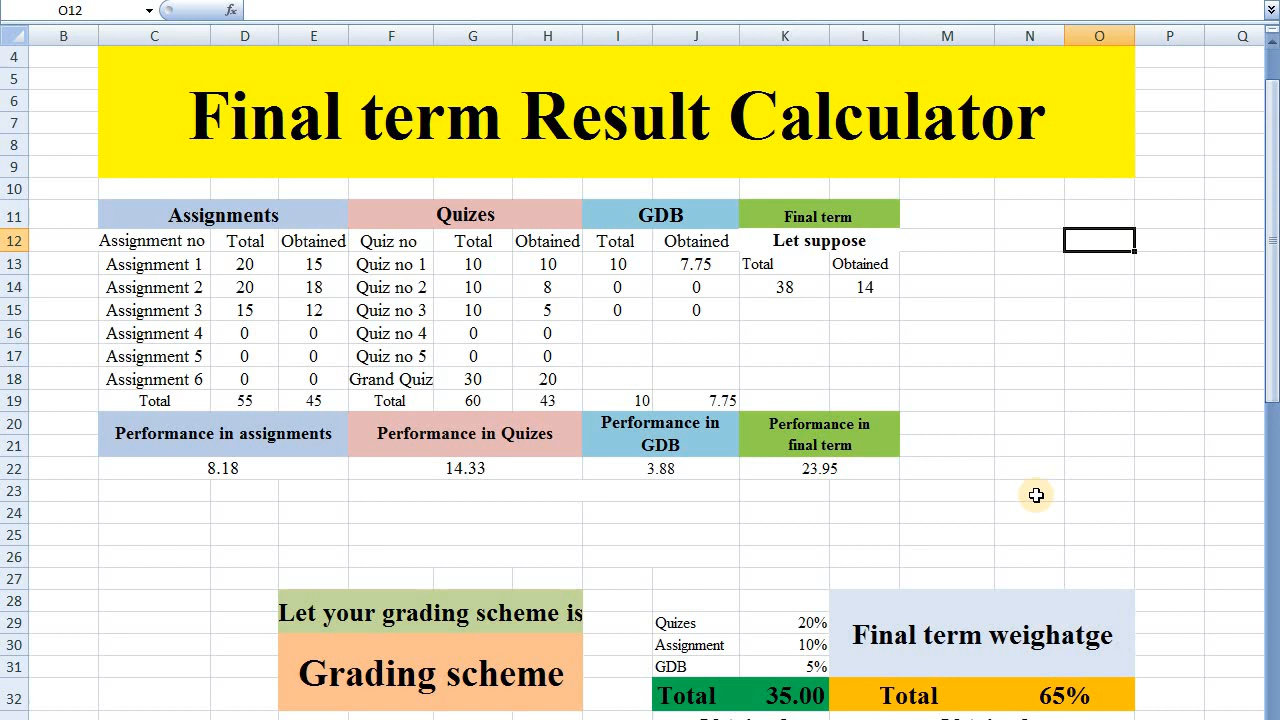 O12 fx
B C D E F G H I J K L M N O P Q
4
5
6 Final term Result Calculator
7
8
9
10
11 Assignments Quizes GDB Final term
12 Assignment no Total Obtained Quiz no Total Obtained Total Obtained Let suppose
13 Assignment 1 20 15 Quiz no 1 10 10 10 7.75 Total Obtained
14 Assignment 2 20 18 Quiz no 2 10 8 0 0 38 14
15 Assignment 3 15 12 Quiz no 3 10 5 0 0
16 Assignment 4 0 0 Quiz no 4 0 0
17 Assignment 5 0 0 Quiz no 5 0 0
18 Assignment 6 0 0 Grand Quiz 30 20
19 Total 55 45 Total 60 43 10 7.75
20 Performance in assignments Performance in Quizes Performance in Performance in
21 GDB final term
22 8.18 14.33 3.88 23.95
23
24
25
26
27
28 Let your grading scheme is
29 Quizes 20% Final term weighatge
30 Grading scheme Assignment 10%
31 GDB 5%
32 Total 35.00 Total 65%